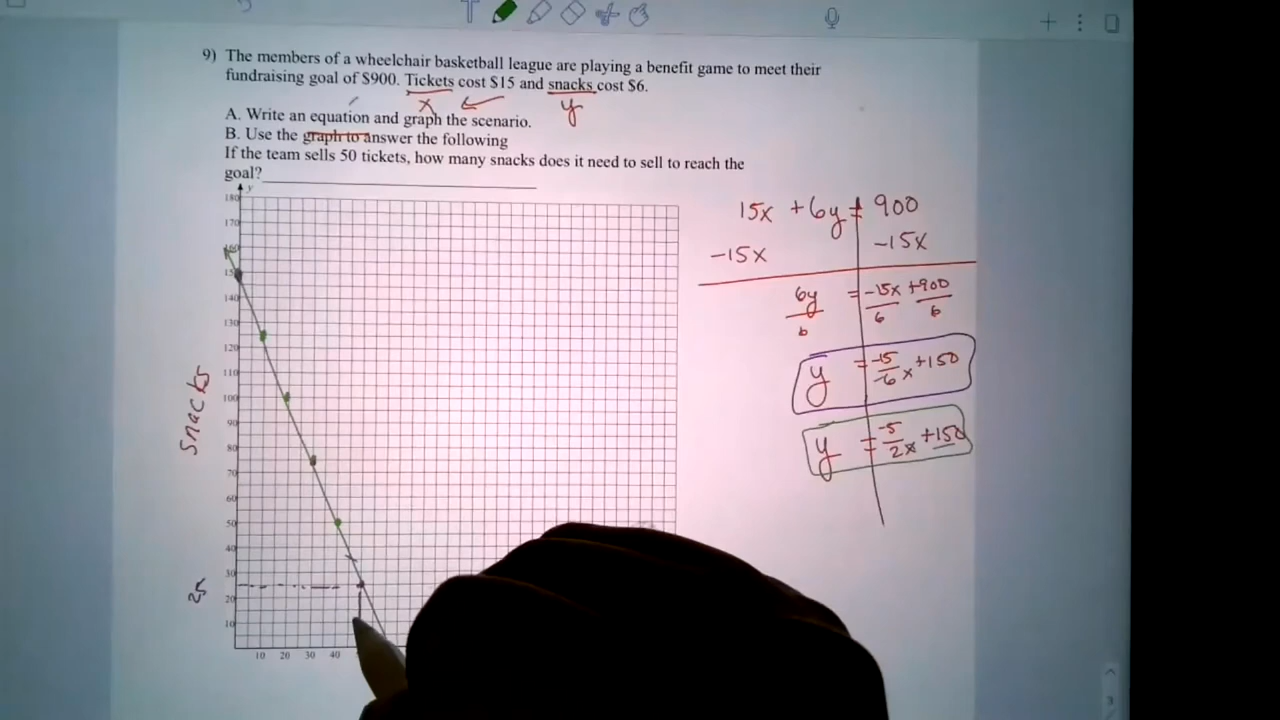 9) The members of a wheelchair basketball league are playing a benefit game to meet their
fundraising goal of $900. Tickets cost $15 and snacks cost $6.
x y
A. Write an equation and graph the scenario.
B. Use the graph to answer the following
If the team sells 50 tickets, how many snacks does it need to sell to reach the
goal?
y
180
170
160
150
140
130
120
110
100
90
80
70
60
50
40
30
20
10
10 20 30 40
snacks
25
15x + 6y = 900
-15x -15x
6y = -15x +900
6 6 6
y = -15/-6 x +150
y = -5/2 x +150